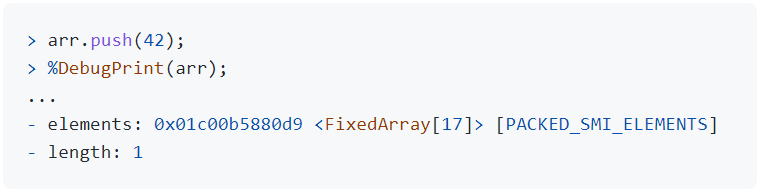 > arr.push(42);
> %DebugPrint(arr);
...
- elements: 0x01c00b5880d9 <FixedArray[17]> [PACKED_SMI_ELEMENTS]
- length: 1